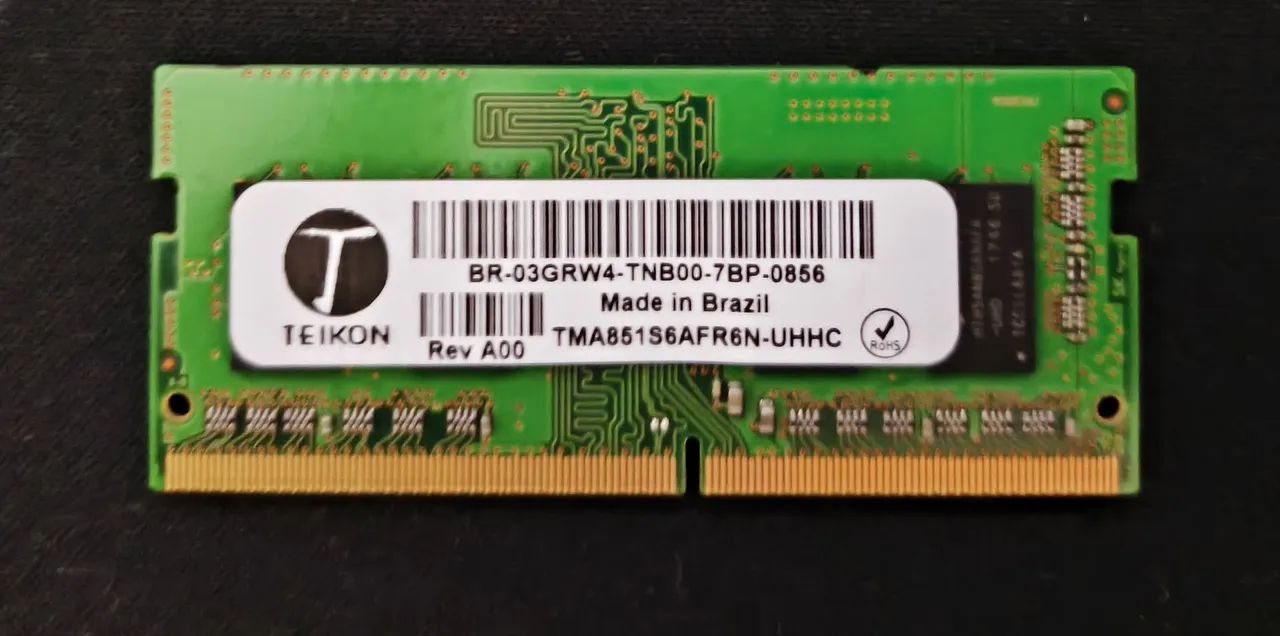 T
TEIKON
BR-03GRW4-TNB00-7BP-0856
Made in Brazil
Rev A00
TMA851S6AFR6N-UHHC
RoHS